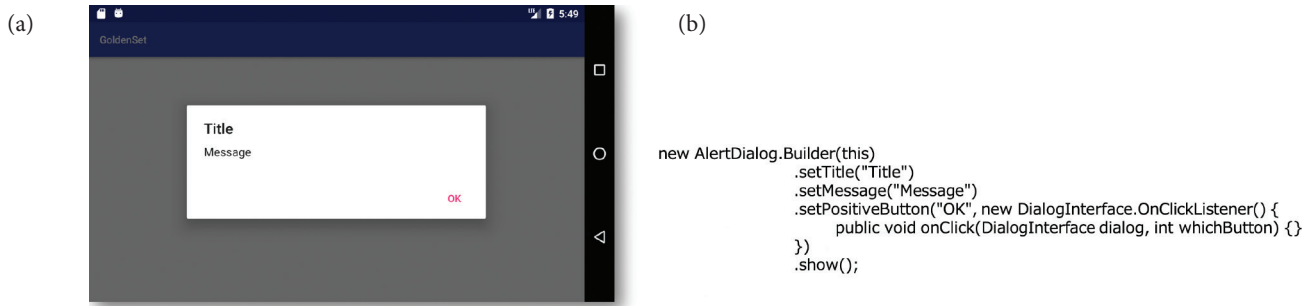 (a)
LTE 5:49
GoldenSet
Title
Message
OK
(b)
new AlertDialog.Builder(this)
.setTitle("Title")
.setMessage("Message")
.setPositiveButton("OK", new DialogInterface.OnClickListener() {
public void onClick(DialogInterface dialog, int whichButton) {}
})
.show();